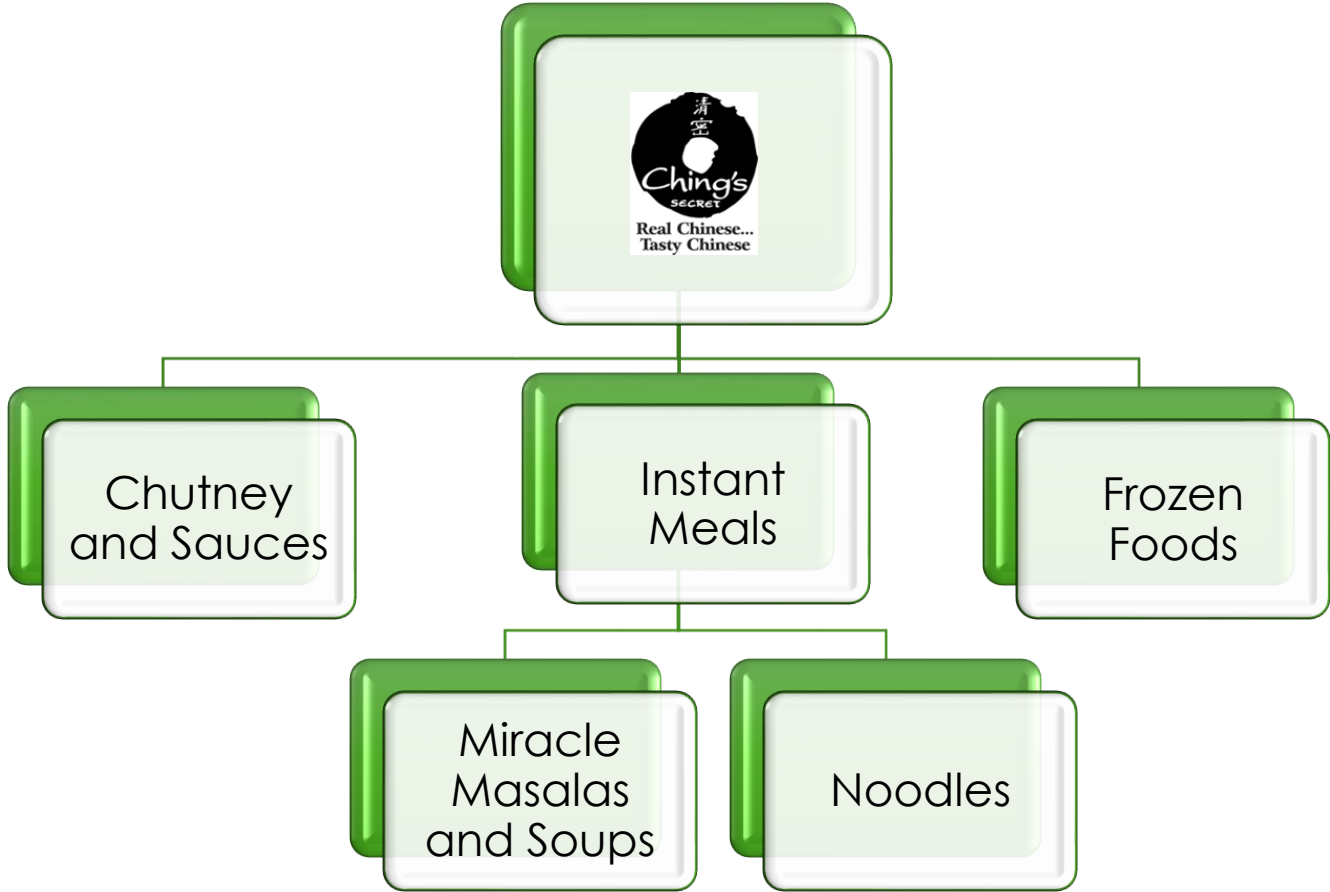 清
密
Ching's
SECRET
Real Chinese...
Tasty Chinese
Chutney
and Sauces
Instant
Meals
Frozen
Foods
Miracle
Masalas
and Soups
Noodles